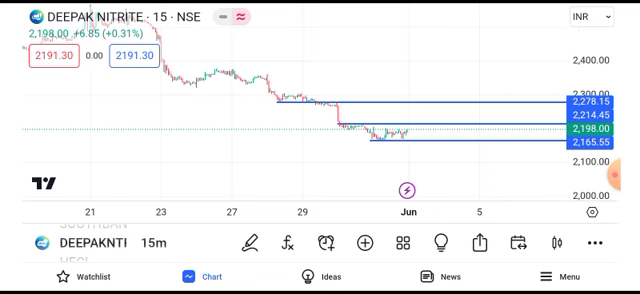 DEEPAK NITRITE · 15 · NSE
INR
2,198.00 +6.85 (+0.31%)
2191.30 0.00 2191.30
2,400.00
2,300.00
2,278.15
2,214.45
2,198.00
2,165.55
2,100.00
2,000.00
21 23 27 29 Jun 5
DEEPAKNTI 15m
Watchlist Chart Ideas News Menu